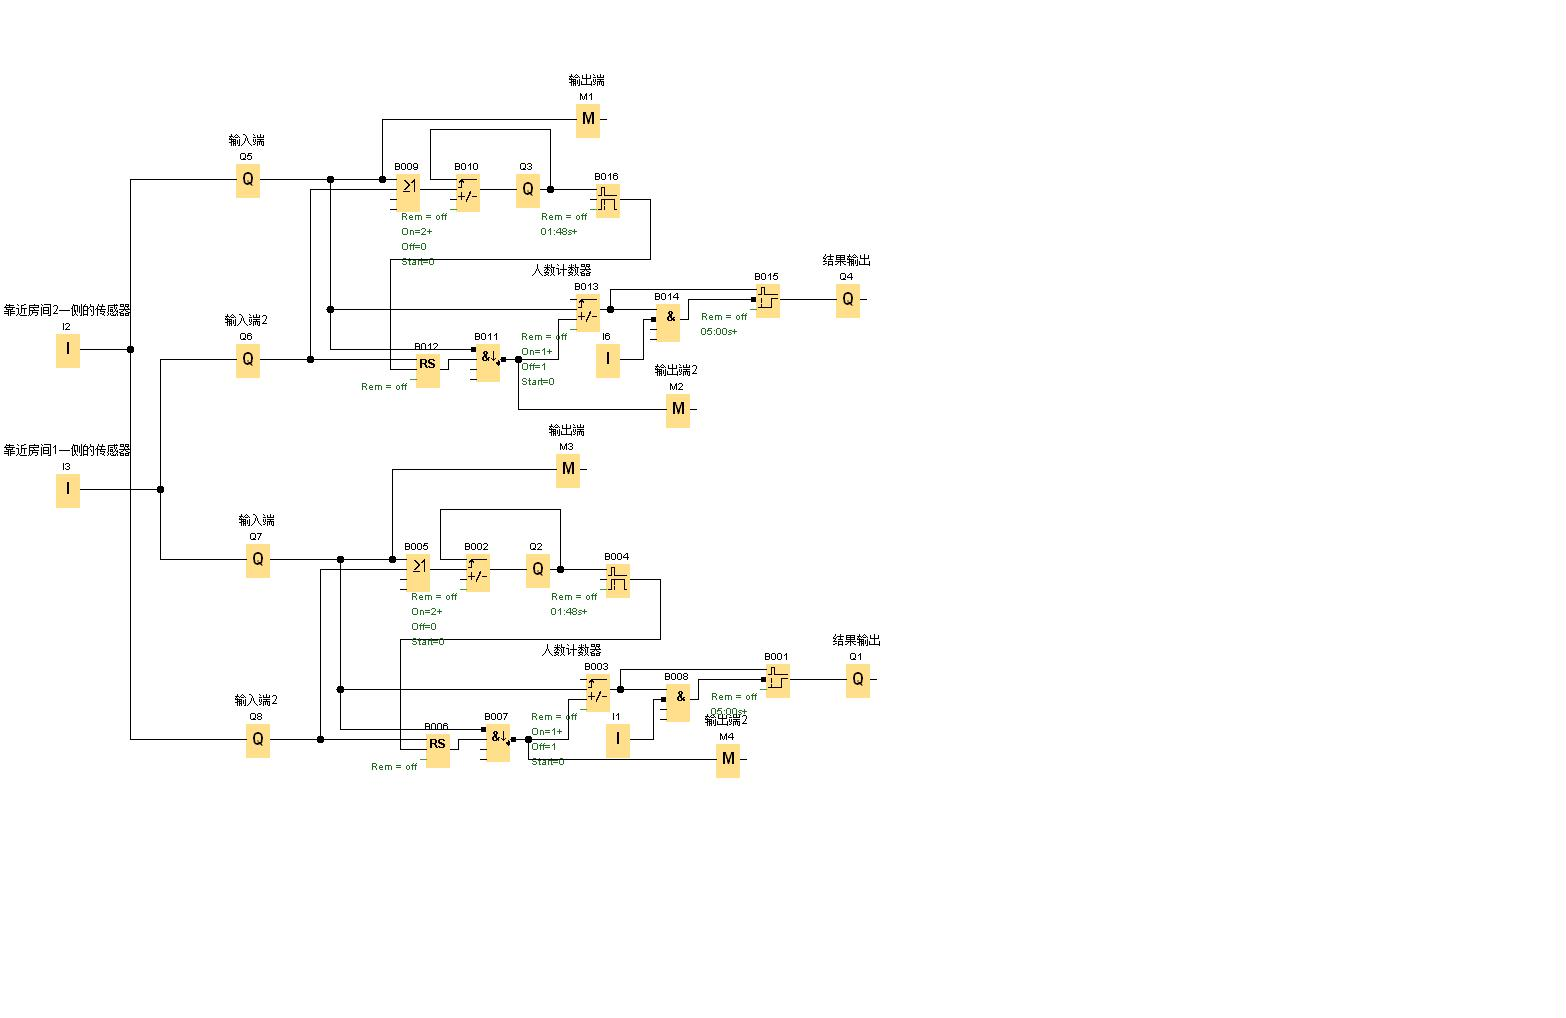 输出端
M1
M
输入端
Q5
Q
B009
≥1
B010
+/-
Q3
Q
B016
Rem = off
On=2+
Off=0
Start=0
Rem = off
01:48s+
人数计数器
B013
+/-
B014
&
B015
结果输出
Q4
Q
Rem = off
05:00s+
靠近房间2一侧的传感器
I2
I
输入端2
Q6
Q
B012
RS
Rem = off
B011
&↓
Rem = off
On=1+
Off=1
Start=0
I6
I
输出端2
M2
M
靠近房间1一侧的传感器
I3
I
输出端
M3
M
输入端
Q7
Q
B005
≥1
B002
+/-
Q2
Q
B004
Rem = off
On=2+
Off=0
Start=0
Rem = off
01:48s+
人数计数器
B003
+/-
B008
&
B001
结果输出
Q1
Q
Rem = off
05:00s+
输入端2
Q8
Q
B006
RS
Rem = off
B007
&↓
Rem = off
On=1+
Off=1
Start=0
I1
I
输出端2
M4
M